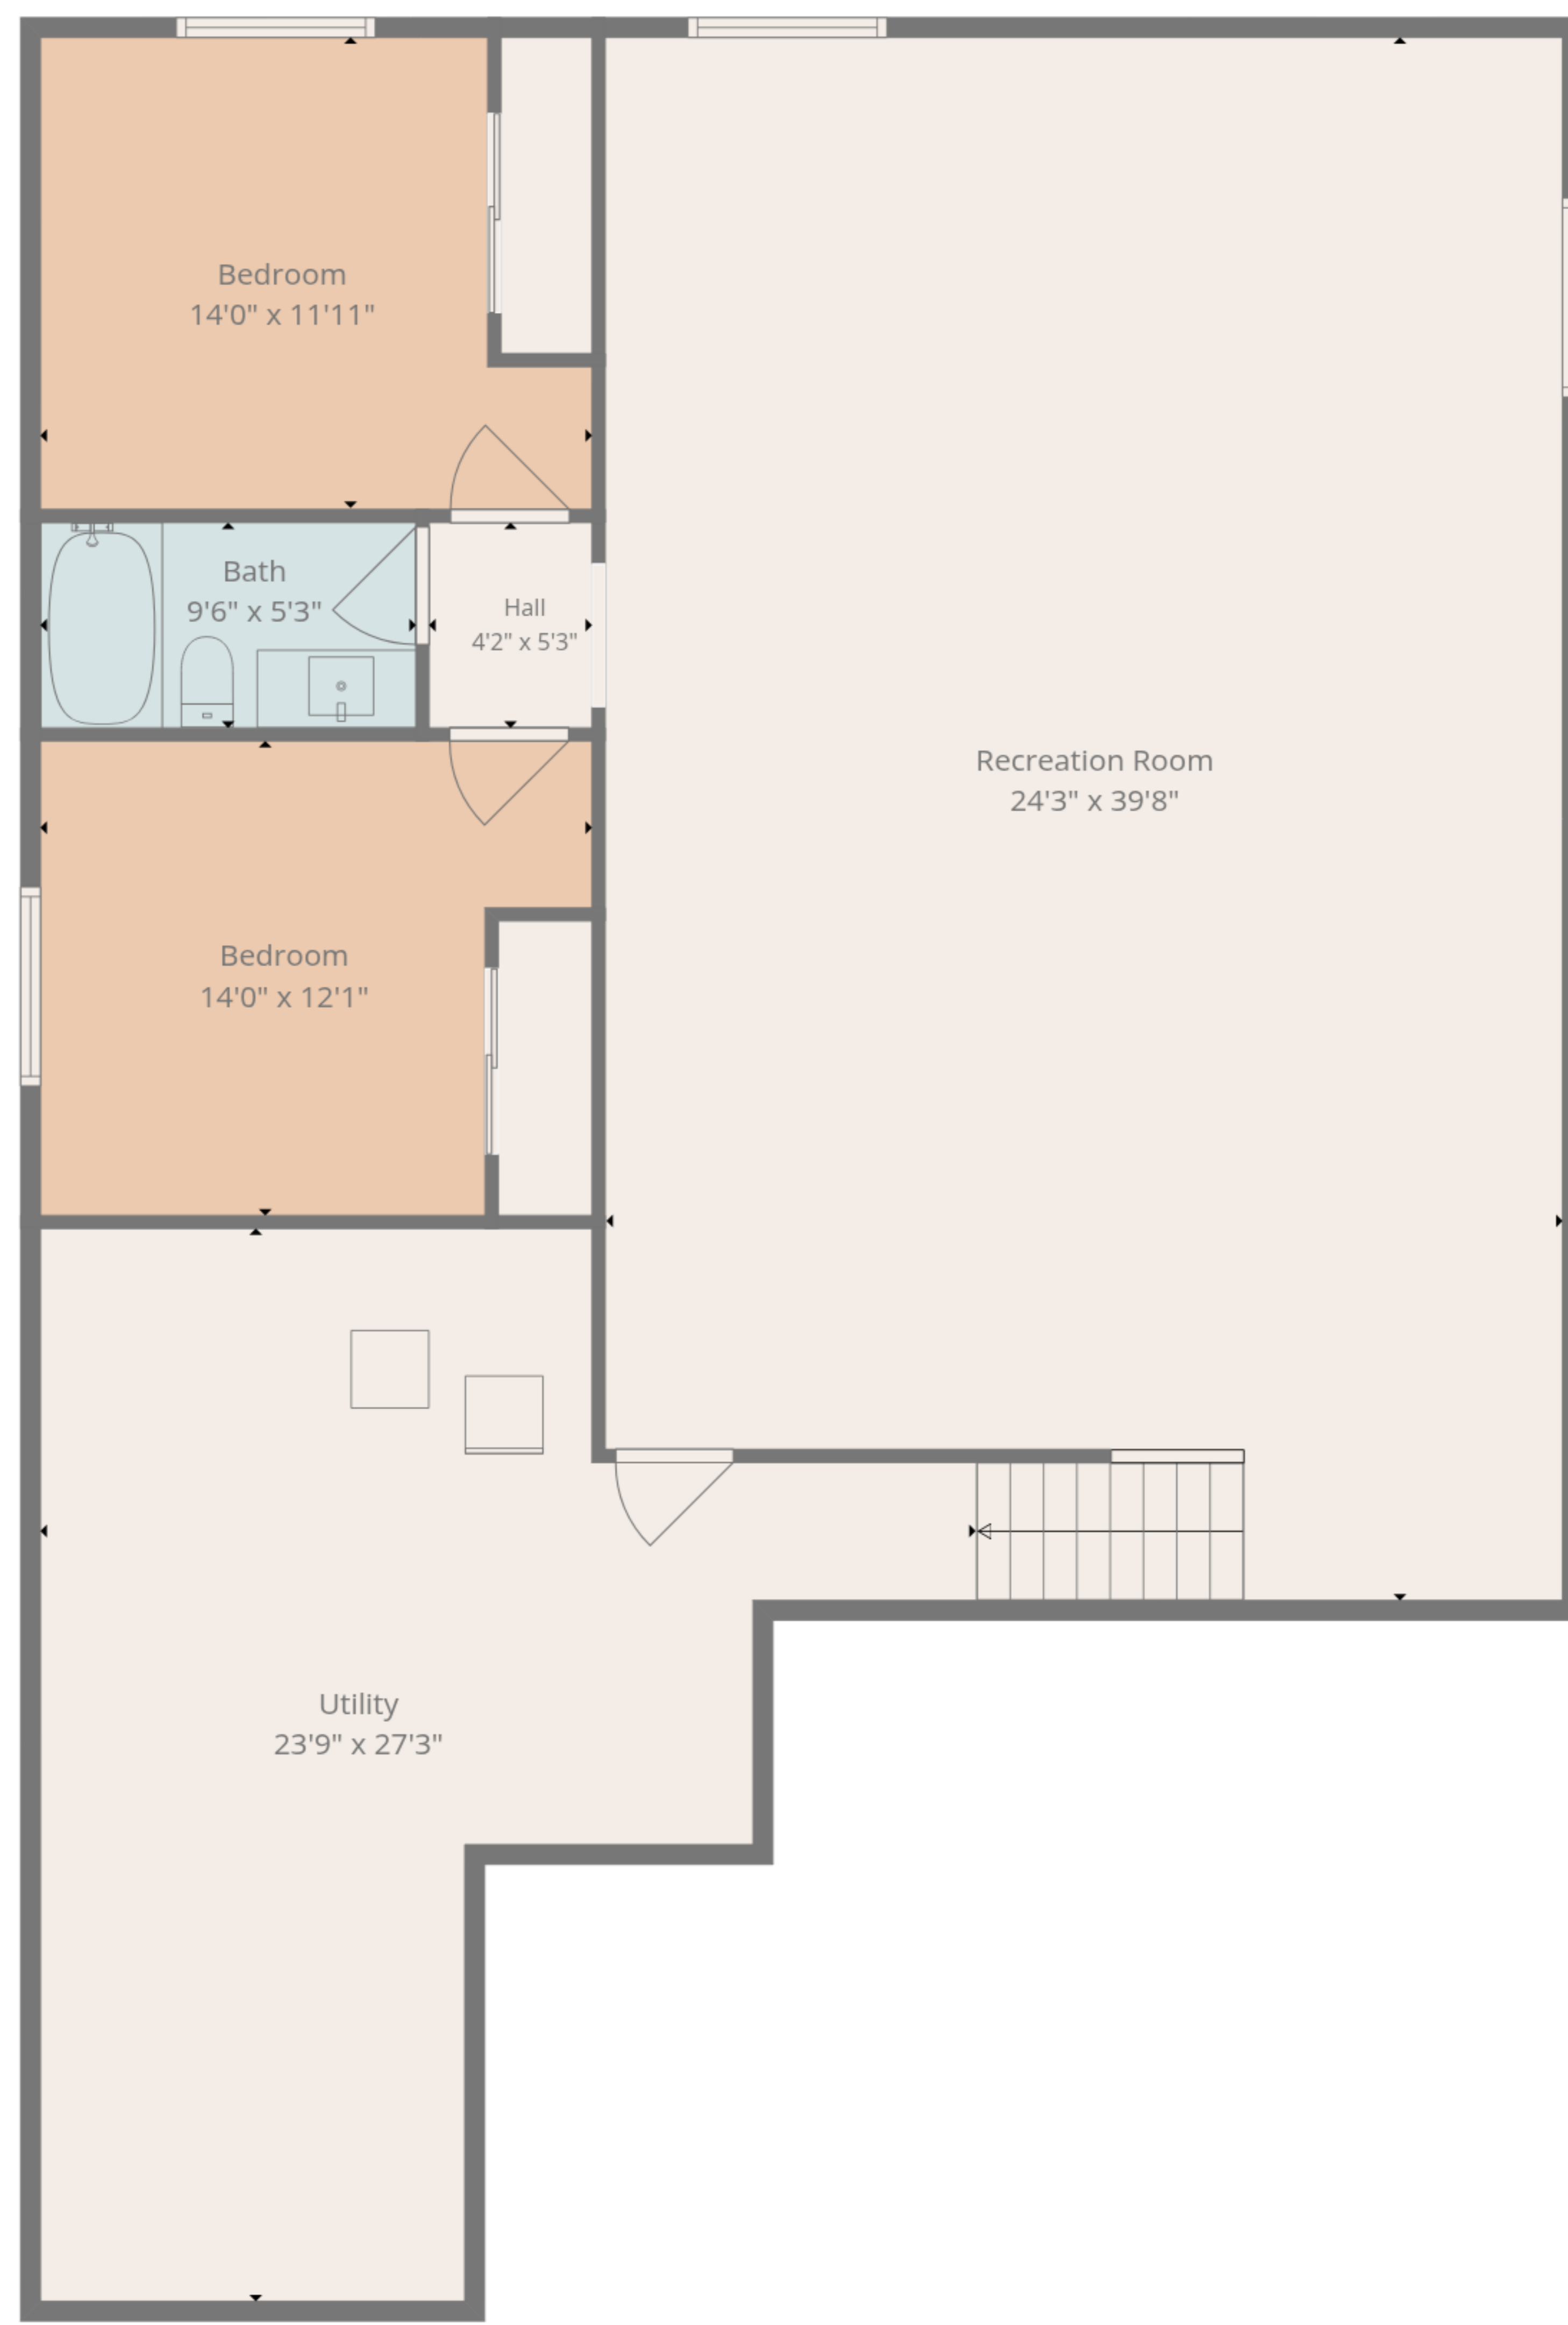 Bedroom
14'0" x 11'11"
Bath
9'6" x 5'3"
Hall
4'2" x 5'3"
Recreation Room
24'3" x 39'8"
Bedroom
14'0" x 12'1"
Utility
23'9" x 27'3"